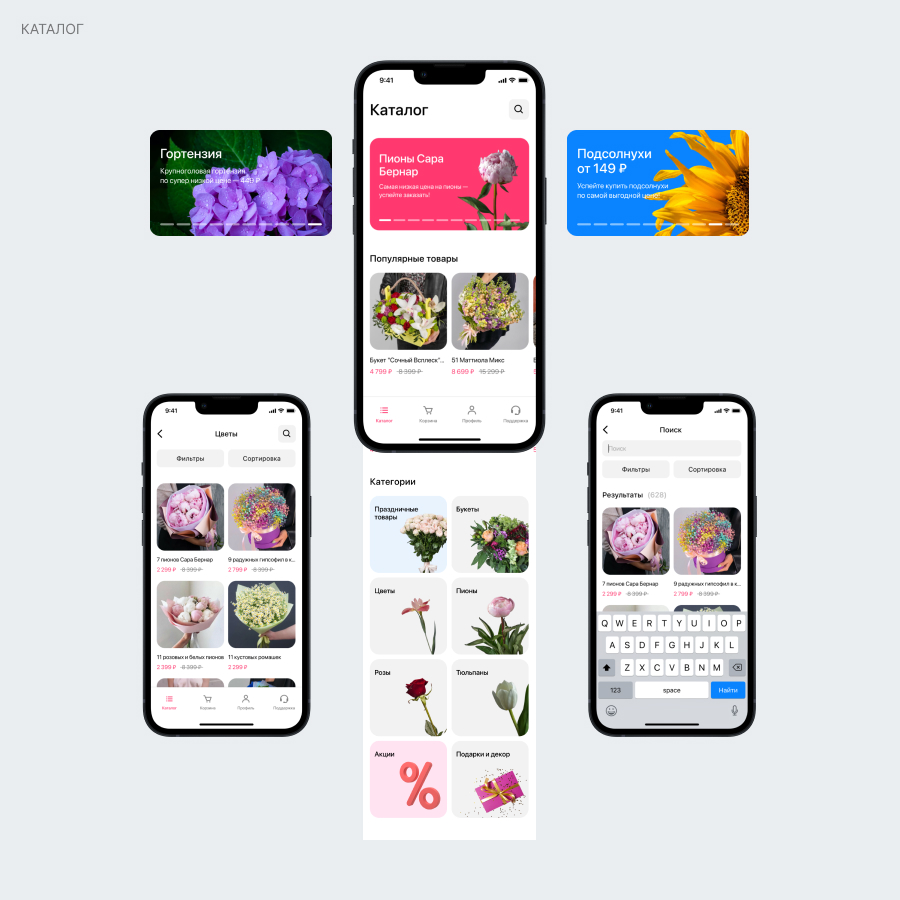 КАТАЛОГ
9:41
Каталог
Пионы Сара
Бернар
Самая низкая цена на пионы —
успейте заказать!
Гортензия
Крупноголовая гортензия
по супер низкой цене — 449 ₽
Подсолнухи
от 149 ₽
Успейте купить подсолнухи
по самой выгодной цене
Популярные товары
Букет "Сочный Всплеск"...
4 799 ₽ 8 399 ₽
51 Маттиола Микс
8 699 ₽ 15 299 ₽
Каталог
Корзина
Профиль
Поддержка
Категории
Праздничные
товары
Букеты
Цветы
Пионы
Розы
Тюльпаны
Акции
Подарки и декор
9:41
Цветы
Фильтры
Сортировка
7 пионов Сара Бернар
2 299 ₽ 8 399 ₽
9 радужных гипсофил в к...
2 799 ₽ 8 399 ₽
11 розовых и белых пионов
2 399 ₽ 8 399 ₽
11 кустовых ромашек
2 299 ₽
Каталог
Корзина
Профиль
Поддержка
9:41
Поиск
Поиск
Фильтры
Сортировка
Результаты (628)
7 пионов Сара Бернар
2 299 ₽ 8 399 ₽
9 радужных гипсофил в к...
2 799 ₽ 8 399 ₽
Q W E R T Y U I O P
A S D F G H J K L
Z X C V B N M
123 space Найти